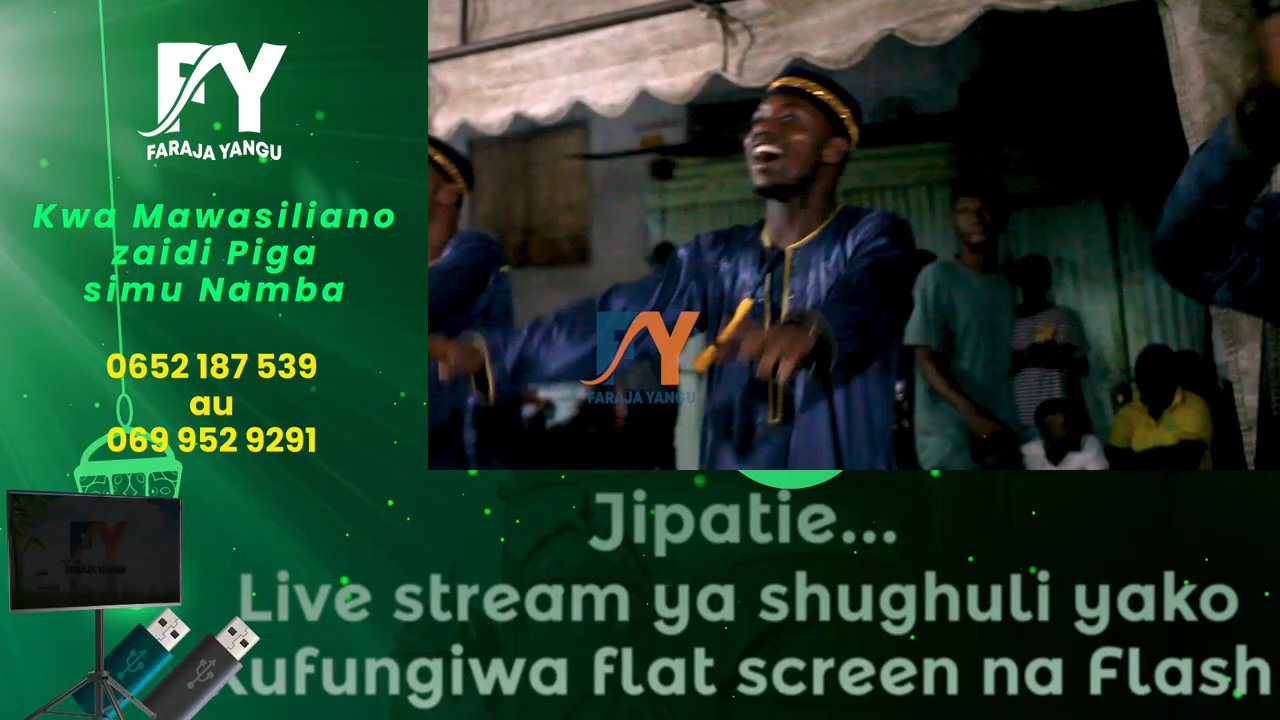 FY
FARAJA YANGU
Kwa Mawasiliano
zaidi Piga
simu Namba
0652 187 539
au
069 952 9291
FY
FARAJA YANGU
Jipatie...
Live stream ya shughuli yako
kufungiwa flat screen na Flash